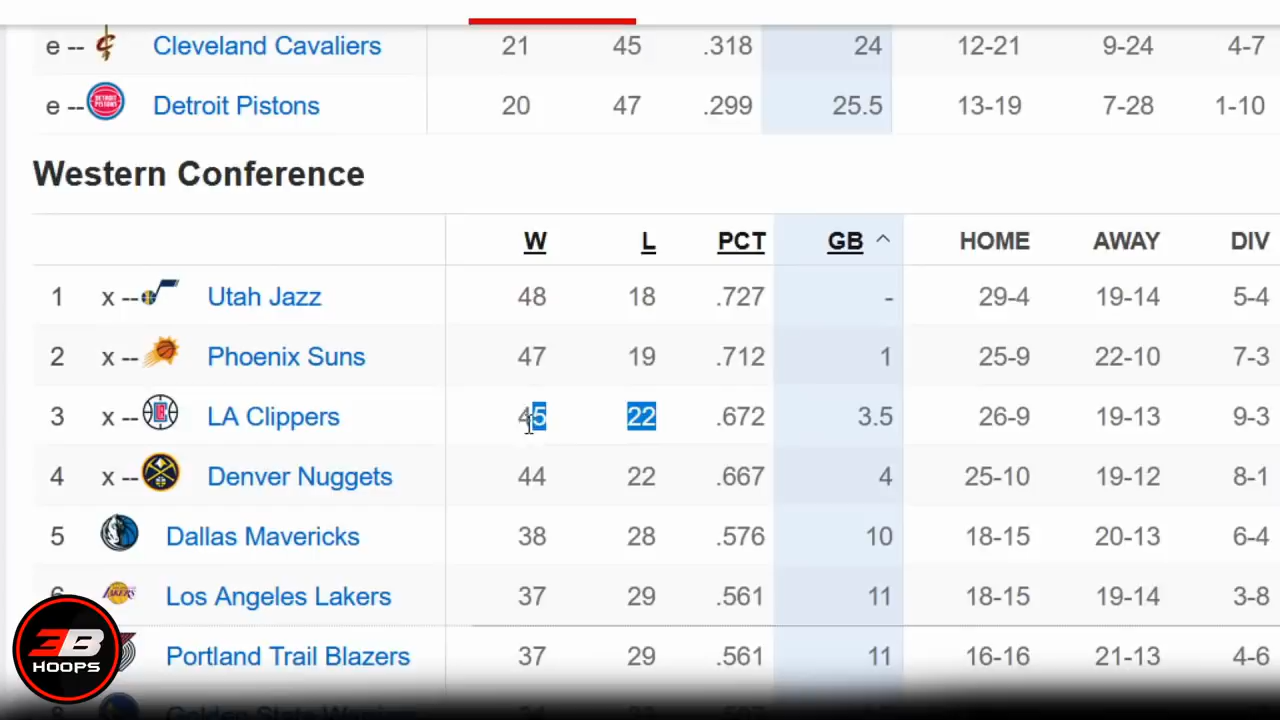 e -- Cleveland Cavaliers 21 45 .318 24 12-21 9-24 4-7
e -- Detroit Pistons 20 47 .299 25.5 13-19 7-28 1-10
Western Conference
W L PCT GB HOME AWAY DIV
1 x -- Utah Jazz 48 18 .727 - 29-4 19-14 5-4
2 x -- Phoenix Suns 47 19 .712 1 25-9 22-10 7-3
3 x -- LA Clippers 45 22 .672 3.5 26-9 19-13 9-3
4 x -- Denver Nuggets 44 22 .667 4 25-10 19-12 8-1
5 Dallas Mavericks 38 28 .576 10 18-15 20-13 6-4
6 Los Angeles Lakers 37 29 .561 11 18-15 19-14 3-8
Portland Trail Blazers 37 29 .561 11 16-16 21-13 4-6
3B
HOOPS